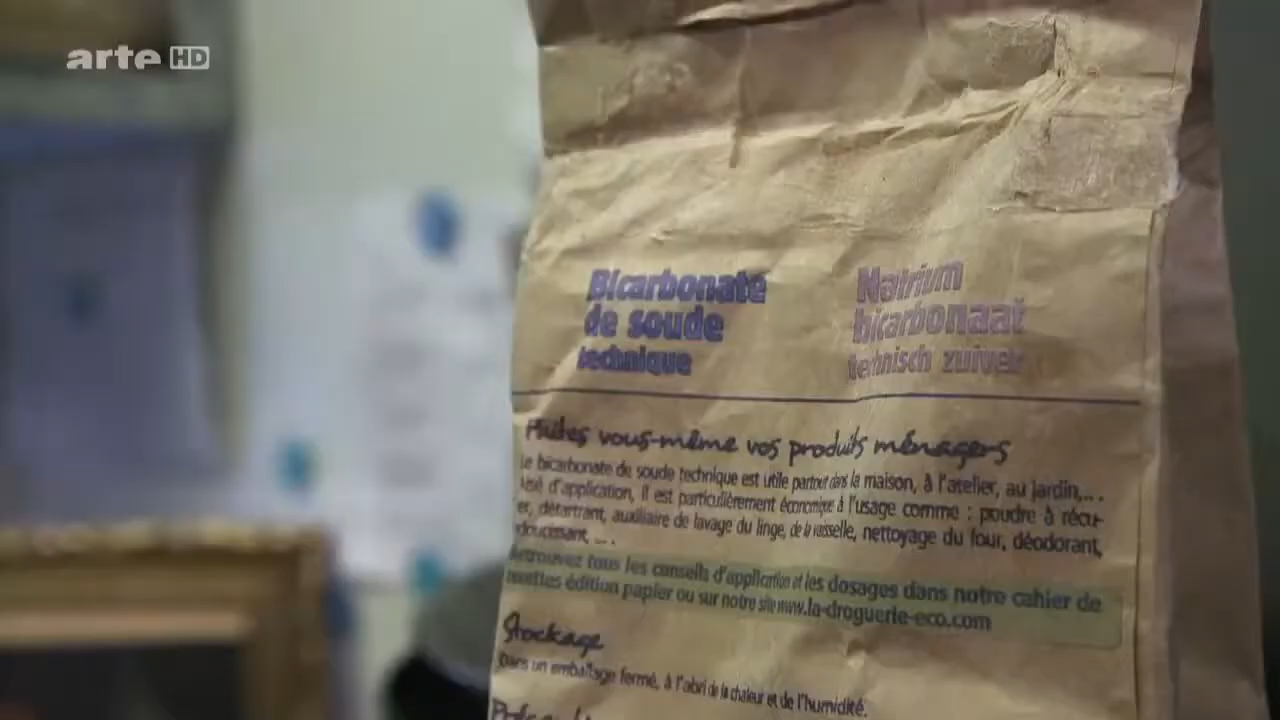 arte HD
Bicarbonate
de soude
technique
Natrium
bicarbonaat
technisch zuiver
Faites vous-même vos produits ménagers
Le bicarbonate de soude technique est utile partout dans la maison, à l'atelier, au jardin,...
Aisé d'application, il est particulièrement économique à l'usage comme : poudre à récu-
rer, détartrant, auxiliaire de lavage du linge, de la vaisselle, nettoyage du four, déodorant,
adoucissant, ...
Retrouvez tous les conseils d'application et les dosages dans notre cahier de
recettes édition papier ou sur notre site www.la-droguerie-eco.com
Stockage
Dans un emballage fermé, à l'abri de la chaleur et de l'humidité.